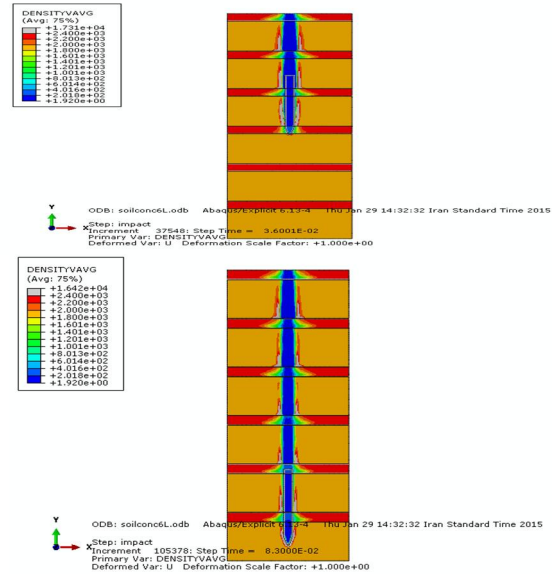 DENSITYVAVG
(Avg: 75%)
+1.731e+04
+2.400e+03
+2.200e+03
+2.000e+03
+1.800e+03
+1.601e+03
+1.401e+03
+1.201e+03
+1.001e+03
+8.013e+02
+6.014e+02
+4.016e+02
+2.018e+02
+1.920e+00
Y
X
ODB: soilconc6L.odb Abaqus/Explicit 6.13-4 Thu Jan 29 14:32:32 Iran Standard Time 2015
Step: impact
Increment 37548: Step Time = 3.6001E-02
Primary Var: DENSITYVAVG
Deformed Var: U Deformation Scale Factor: +1.000e+00
DENSITYVAVG
(Avg: 75%)
+1.642e+04
+2.400e+03
+2.200e+03
+2.000e+03
+1.800e+03
+1.601e+03
+1.401e+03
+1.201e+03
+1.001e+03
+8.013e+02
+6.014e+02
+4.016e+02
+2.018e+02
+1.920e+00
Y
X
ODB: soilconc6L.odb Abaqus/Explicit 6.13-4 Thu Jan 29 14:32:32 Iran Standard Time 2015
Step: impact
Increment 105378: Step Time = 8.3000E-02
Primary Var: DENSITYVAVG
Deformed Var: U Deformation Scale Factor: +1.000e+00